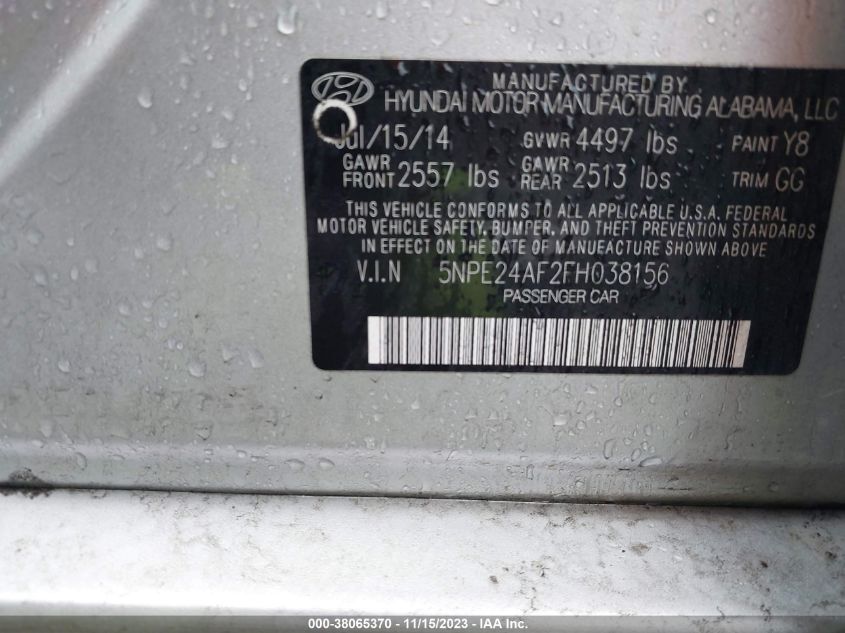 MANUFACTURED BY
HYUNDAI MOTOR MANUFACTURING ALABAMA, LLC
Jul/15/14 GVWR 4497 lbs PAINT Y8
GAWR FRONT 2557 lbs GAWR REAR 2513 lbs TRIM GG
THIS VEHICLE CONFORMS TO ALL APPLICABLE U.S.A. FEDERAL
MOTOR VEHICLE SAFETY, BUMPER, AND THEFT PREVENTION STANDARDS
IN EFFECT ON THE DATE OF MANUFACTURE SHOWN ABOVE
V.I.N 5NPE24AF2FH038156
PASSENGER CAR
000-38065370 - 11/15/2023 - IAA Inc.